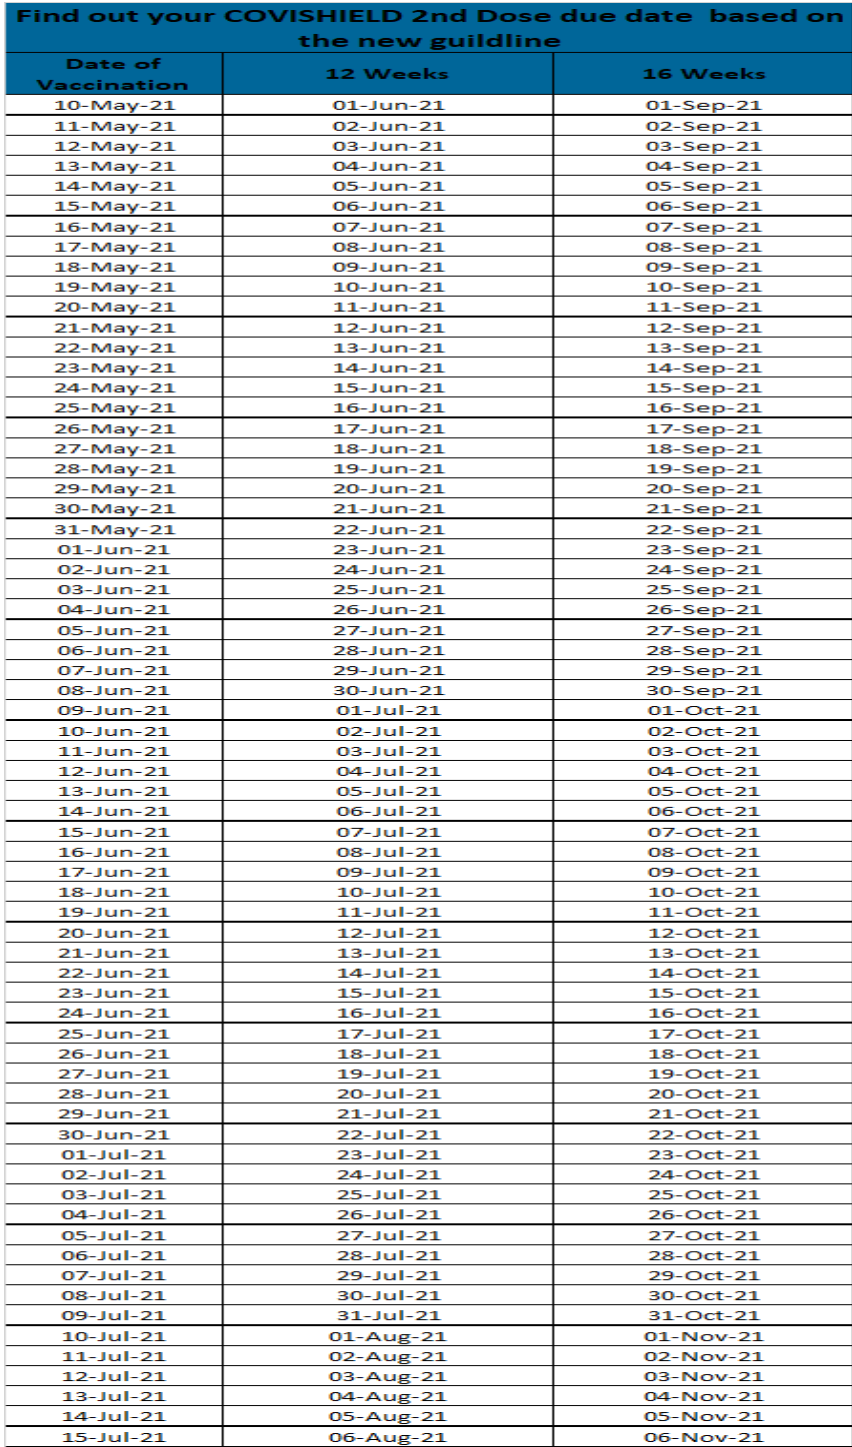 Find out your COVISHIELD 2nd Dose due date based on
the new guildline
Date of
Vaccination 12 Weeks 16 Weeks
10-May-21 01-Jun-21 01-Sep-21
11-May-21 02-Jun-21 02-Sep-21
12-May-21 03-Jun-21 03-Sep-21
13-May-21 04-Jun-21 04-Sep-21
14-May-21 05-Jun-21 05-Sep-21
15-May-21 06-Jun-21 06-Sep-21
16-May-21 07-Jun-21 07-Sep-21
17-May-21 08-Jun-21 08-Sep-21
18-May-21 09-Jun-21 09-Sep-21
19-May-21 10-Jun-21 10-Sep-21
20-May-21 11-Jun-21 11-Sep-21
21-May-21 12-Jun-21 12-Sep-21
22-May-21 13-Jun-21 13-Sep-21
23-May-21 14-Jun-21 14-Sep-21
24-May-21 15-Jun-21 15-Sep-21
25-May-21 16-Jun-21 16-Sep-21
26-May-21 17-Jun-21 17-Sep-21
27-May-21 18-Jun-21 18-Sep-21
28-May-21 19-Jun-21 19-Sep-21
29-May-21 20-Jun-21 20-Sep-21
30-May-21 21-Jun-21 21-Sep-21
31-May-21 22-Jun-21 22-Sep-21
01-Jun-21 23-Jun-21 23-Sep-21
02-Jun-21 24-Jun-21 24-Sep-21
03-Jun-21 25-Jun-21 25-Sep-21
04-Jun-21 26-Jun-21 26-Sep-21
05-Jun-21 27-Jun-21 27-Sep-21
06-Jun-21 28-Jun-21 28-Sep-21
07-Jun-21 29-Jun-21 29-Sep-21
08-Jun-21 30-Jun-21 30-Sep-21
09-Jun-21 01-Jul-21 01-Oct-21
10-Jun-21 02-Jul-21 02-Oct-21
11-Jun-21 03-Jul-21 03-Oct-21
12-Jun-21 04-Jul-21 04-Oct-21
13-Jun-21 05-Jul-21 05-Oct-21
14-Jun-21 06-Jul-21 06-Oct-21
15-Jun-21 07-Jul-21 07-Oct-21
16-Jun-21 08-Jul-21 08-Oct-21
17-Jun-21 09-Jul-21 09-Oct-21
18-Jun-21 10-Jul-21 10-Oct-21
19-Jun-21 11-Jul-21 11-Oct-21
20-Jun-21 12-Jul-21 12-Oct-21
21-Jun-21 13-Jul-21 13-Oct-21
22-Jun-21 14-Jul-21 14-Oct-21
23-Jun-21 15-Jul-21 15-Oct-21
24-Jun-21 16-Jul-21 16-Oct-21
25-Jun-21 17-Jul-21 17-Oct-21
26-Jun-21 18-Jul-21 18-Oct-21
27-Jun-21 19-Jul-21 19-Oct-21
28-Jun-21 20-Jul-21 20-Oct-21
29-Jun-21 21-Jul-21 21-Oct-21
30-Jun-21 22-Jul-21 22-Oct-21
01-Jul-21 23-Jul-21 23-Oct-21
02-Jul-21 24-Jul-21 24-Oct-21
03-Jul-21 25-Jul-21 25-Oct-21
04-Jul-21 26-Jul-21 26-Oct-21
05-Jul-21 27-Jul-21 27-Oct-21
06-Jul-21 28-Jul-21 28-Oct-21
07-Jul-21 29-Jul-21 29-Oct-21
08-Jul-21 30-Jul-21 30-Oct-21
09-Jul-21 31-Jul-21 31-Oct-21
10-Jul-21 01-Aug-21 01-Nov-21
11-Jul-21 02-Aug-21 02-Nov-21
12-Jul-21 03-Aug-21 03-Nov-21
13-Jul-21 04-Aug-21 04-Nov-21
14-Jul-21 05-Aug-21 05-Nov-21
15-Jul-21 06-Aug-21 06-Nov-21